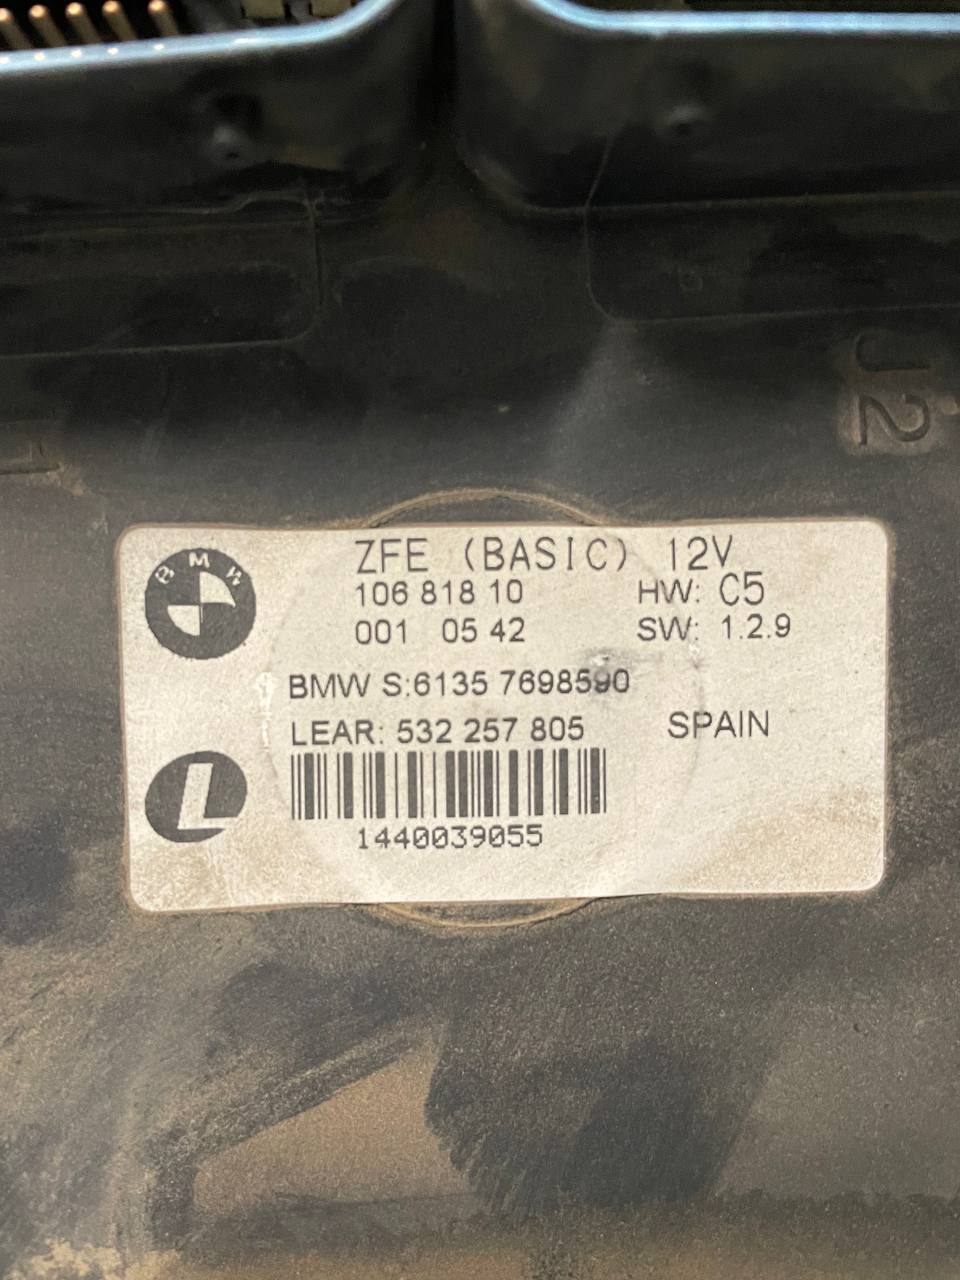 J2
BMW
ZFE (BASIC) 12V
106 818 10 HW: C5
001 05 42 SW: 1.2.9
BMW S:6135 7698590
LEAR: 532 257 805 SPAIN
L
1440039055